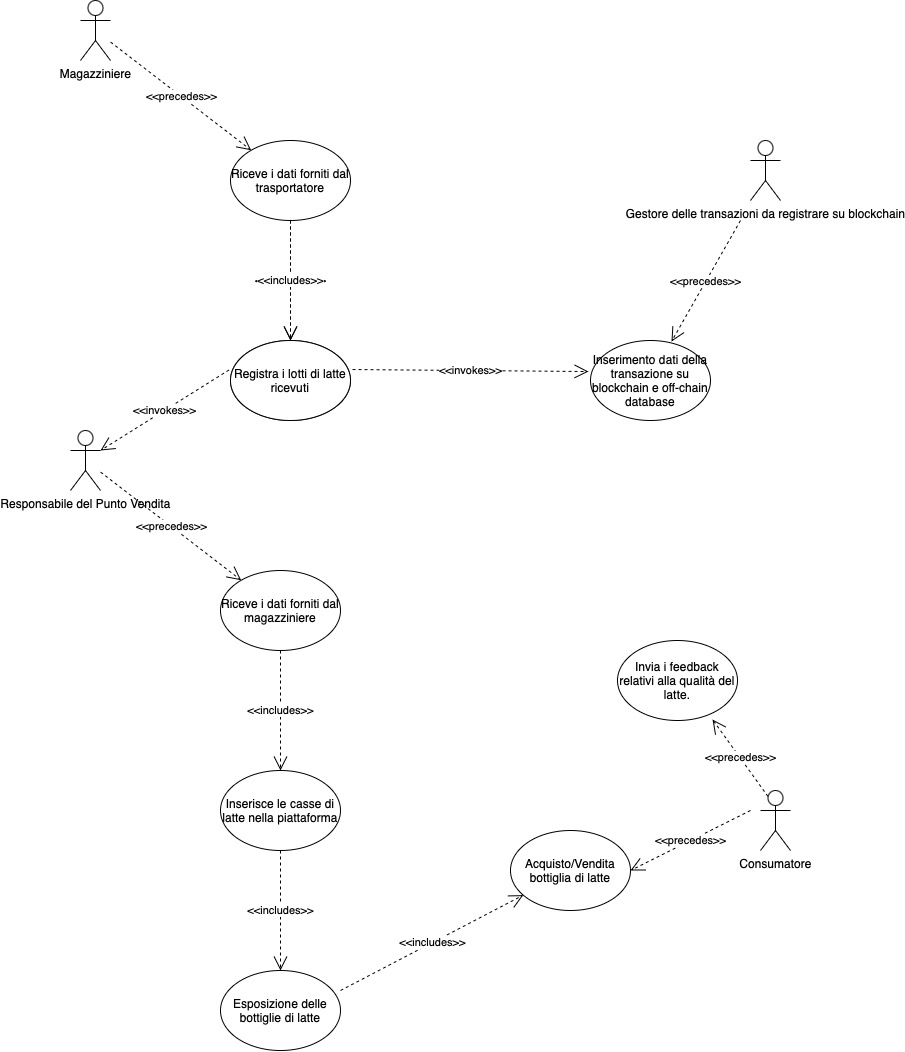 Magazziniere
<<precedes>>
Riceve i dati forniti dal
trasportatore
Gestore delle transazioni da registrare su blockchain
<<includes>>
<<precedes>>
Registra i lotti di latte
ricevuti
<<invokes>>
Inserimento dati della
transazione su
blockchain e off-chain
database
<<invokes>>
Responsabile del Punto Vendita
<<precedes>>
Riceve i dati forniti dal
magazziniere
Invia i feedback
relativi alla qualità del
latte.
<<includes>>
<<precedes>>
Inserisce le casse di
latte nella piattaforma
<<precedes>>
Consumatore
Acquisto/Vendita
bottiglia di latte
<<includes>>
<<includes>>
Esposizione delle
bottiglie di latte